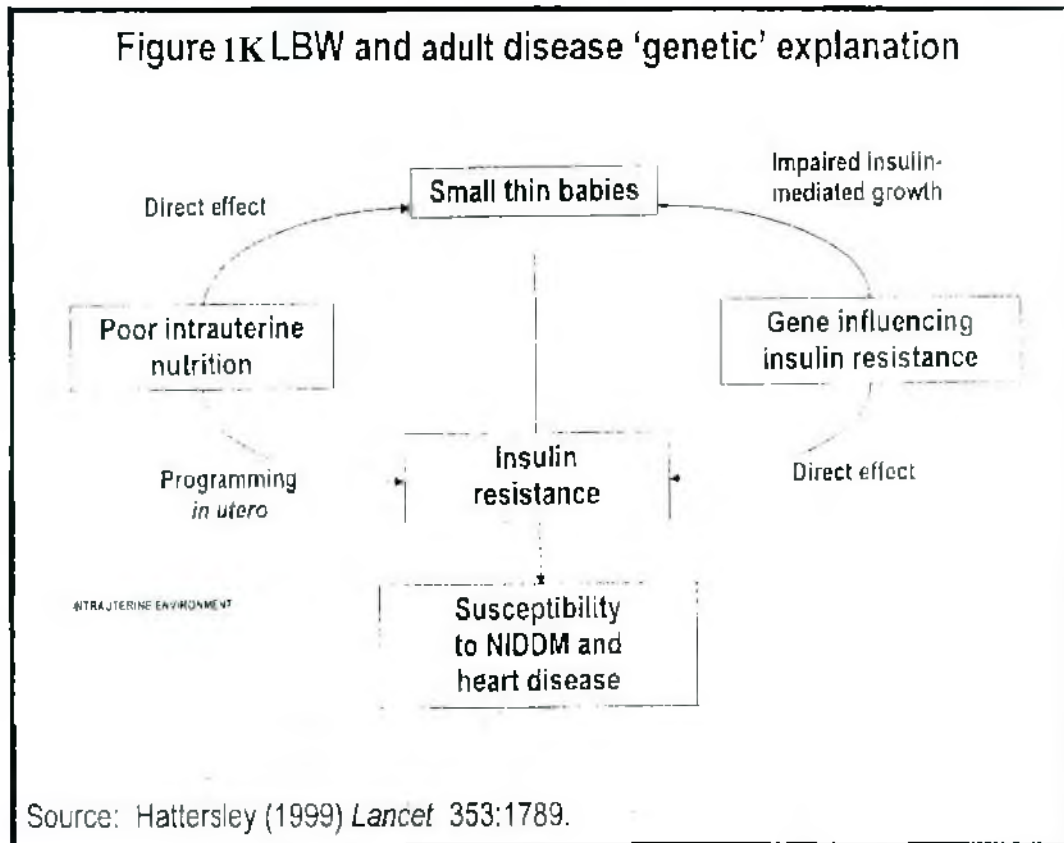 Figure 1K LBW and adult disease ‘genetic’ explanation
Impaired insulin-
mediated growth
Small thin babies
Direct effect
Poor intrauterine
nutrition
Gene influencing
insulin resistance
Programming
in utero
Insulin
resistance
Direct effect
INTRAUTERINE ENVIRONMENT
Susceptibility
to NIDDM and
heart disease
Source: Hattersley (1999) Lancet 353:1789.